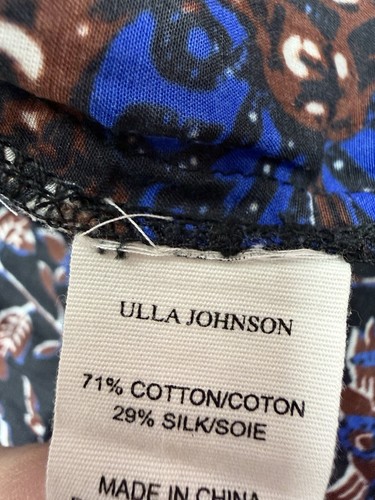 ULLA JOHNSON
71% COTTON/COTON
29% SILK/SOIE
MADE IN CHINA